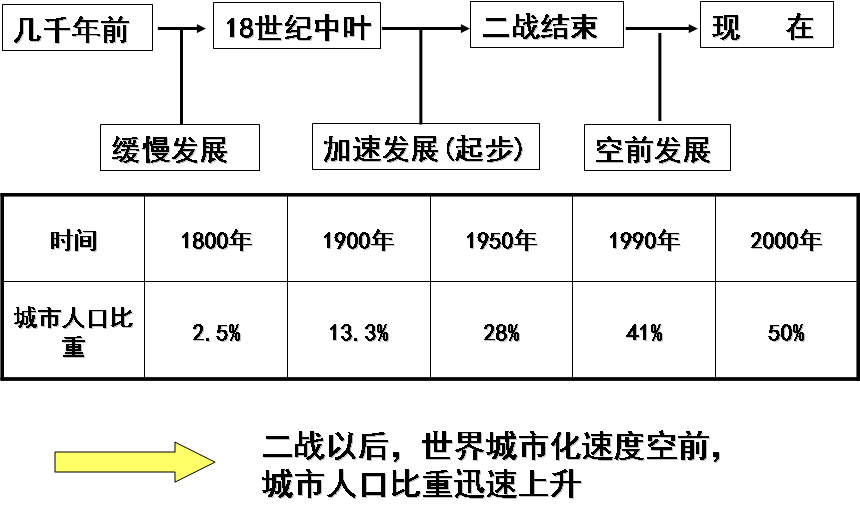 几千年前 18世纪中叶 二战结束 现 在
缓慢发展 加速发展(起步) 空前发展
时间 1800年 1900年 1950年 1990年 2000年
城市人口比
重 2.5% 13.3% 28% 41% 50%
二战以后，世界城市化速度空前，
城市人口比重迅速上升